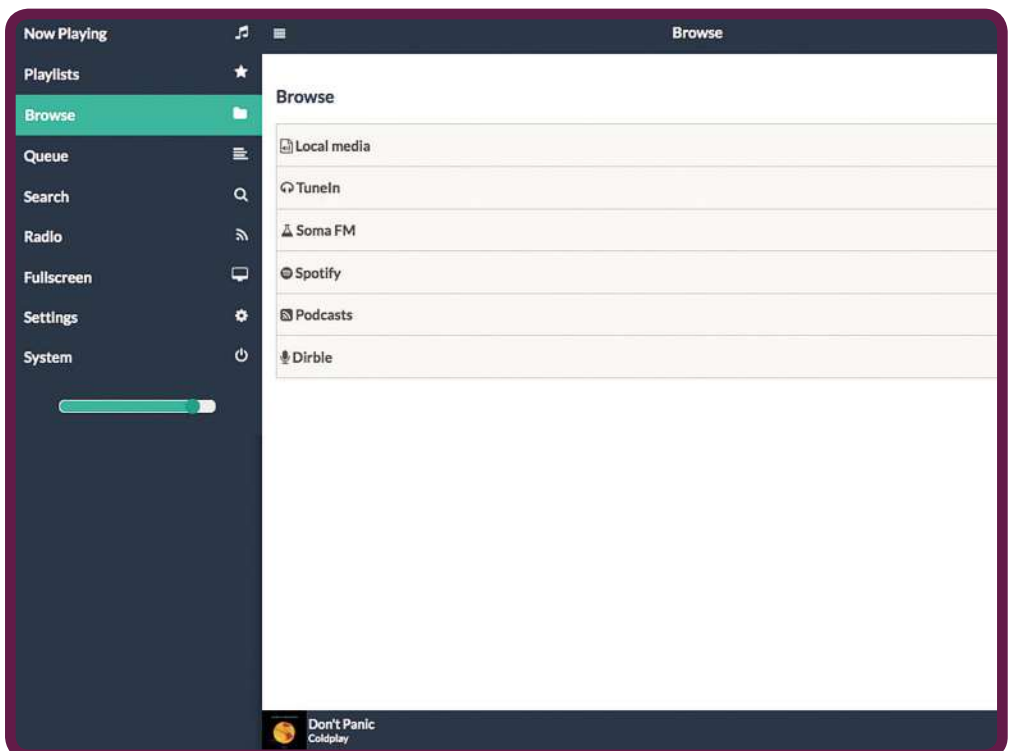 Now Playing
Playlists
Browse
Queue
Search
Radio
Fullscreen
Settings
System
Browse
Browse
Local media
TuneIn
Soma FM
Spotify
Podcasts
Dirble
Don't Panic
Coldplay